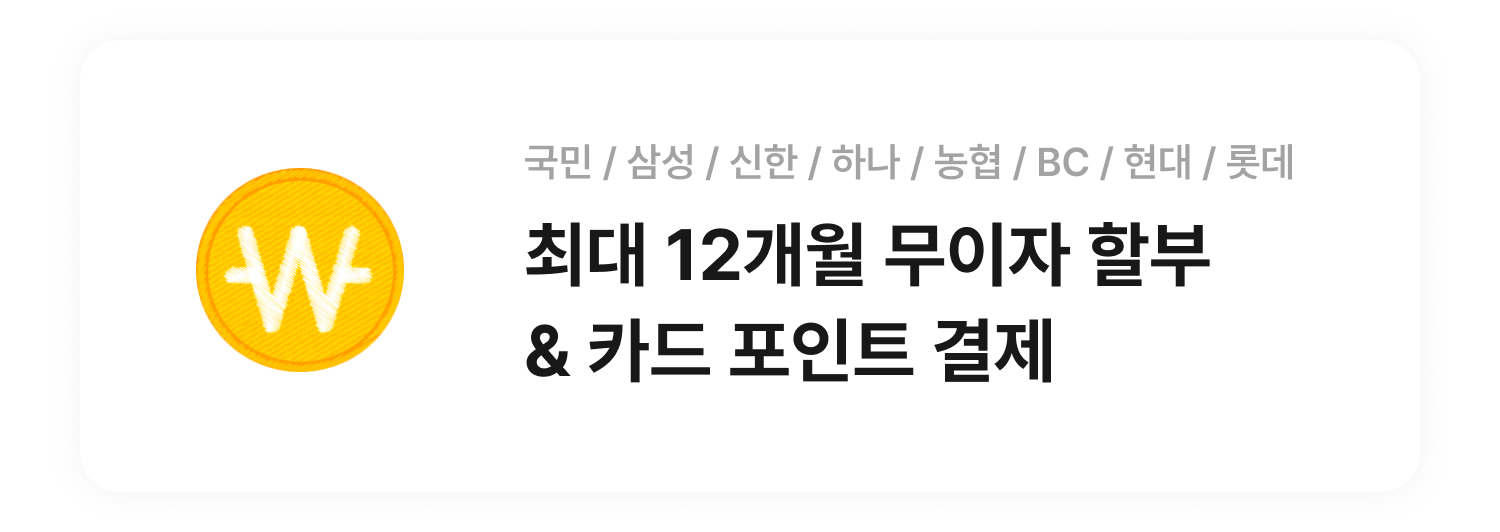 국민 / 삼성 / 신한 / 하나 / 농협 / BC / 현대 / 롯데
최대 12개월 무이자 할부
& 카드 포인트 결제